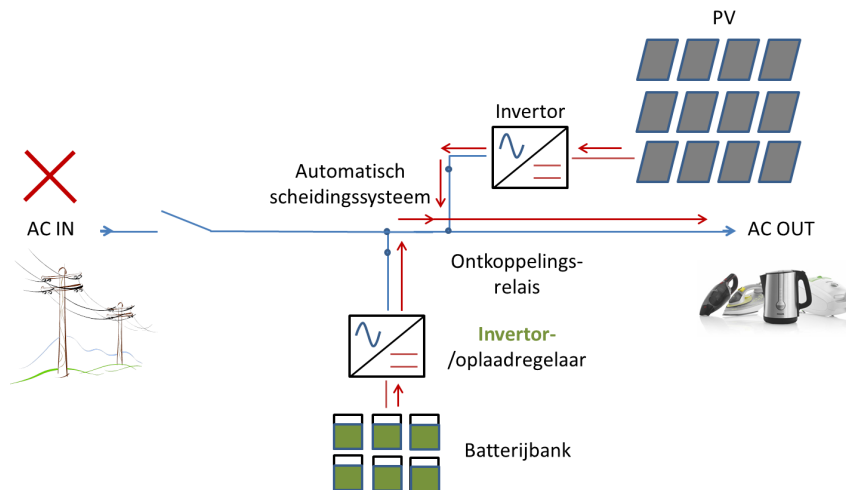 PV
Invertor
Automatisch
scheidingssysteem
AC IN
AC OUT
Ontkoppelings-
relais
Invertor-
/oplaadregelaar
Batterijbank